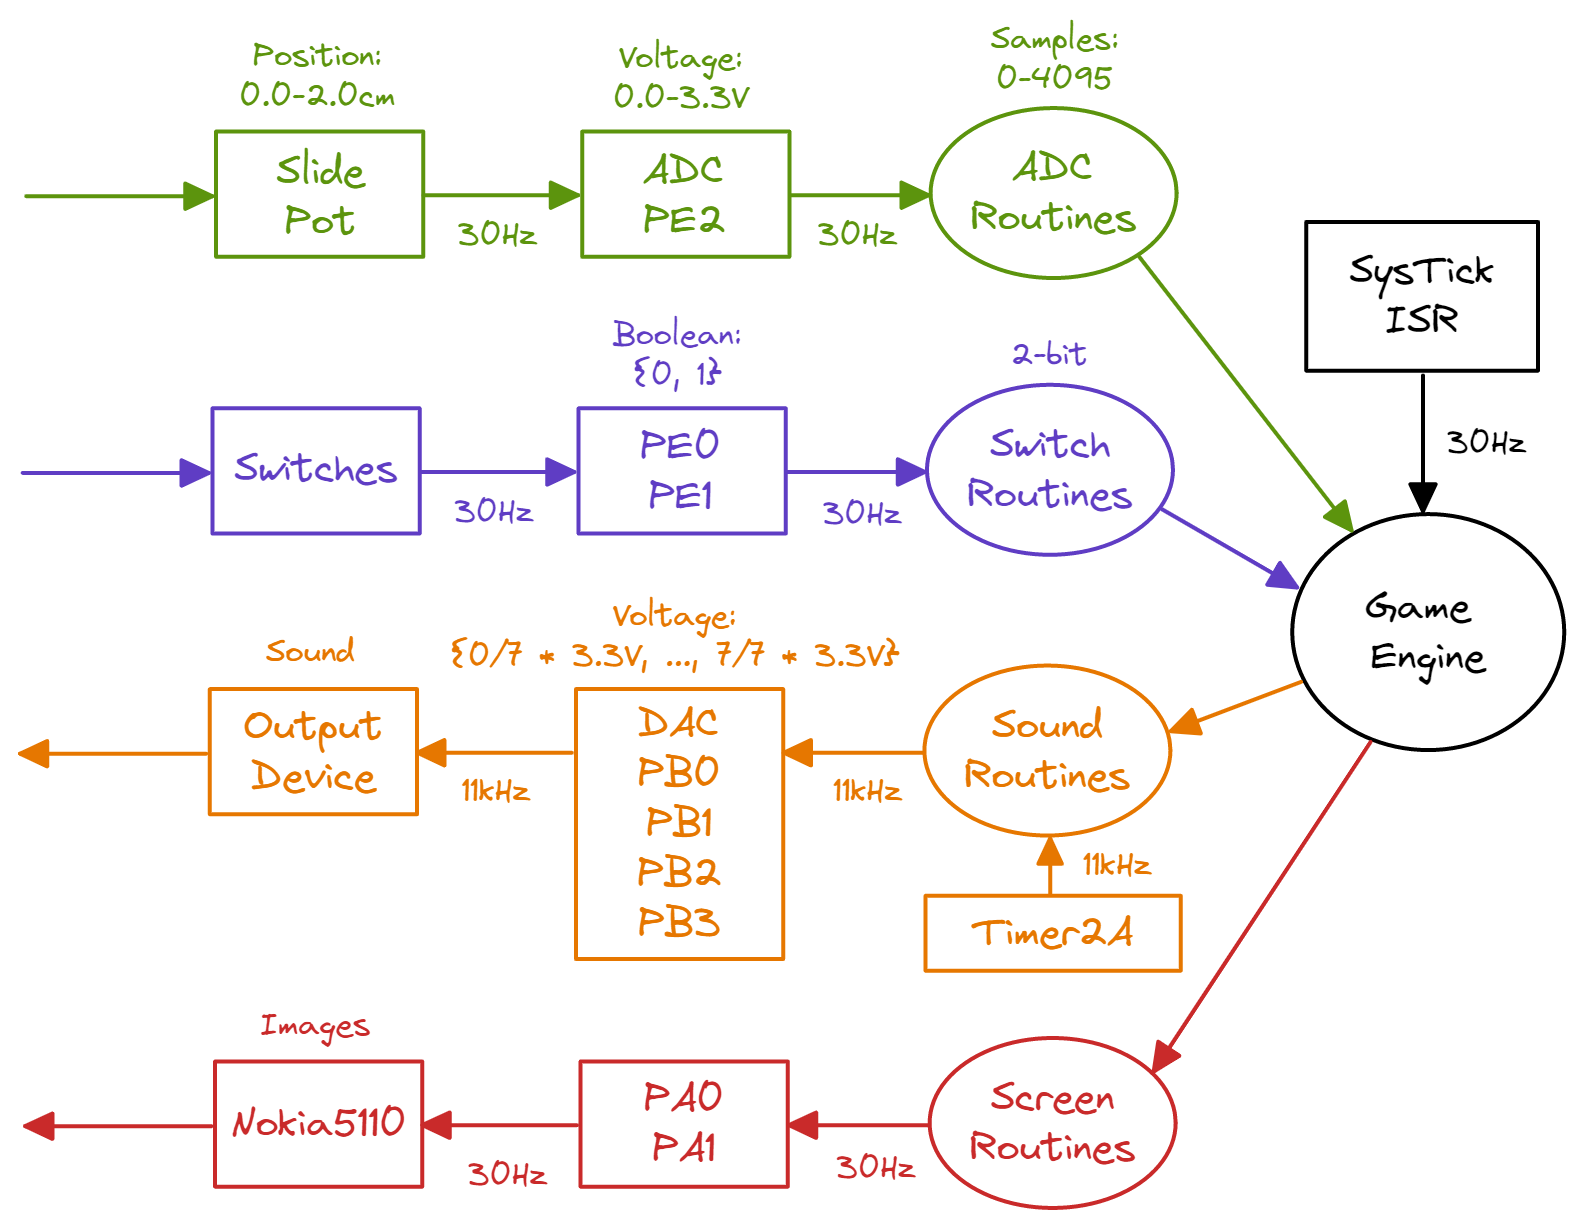 Position:
0.0-2.0cm
Slide
Pot
30Hz
Voltage:
0.0-3.3V
ADC
PE2
30Hz
Samples:
0-4095
ADC
Routines
SysTick
ISR
30Hz
Switches
30Hz
Boolean:
{0, 1}
PE0
PE1
30Hz
2-bit
Switch
Routines
Game
Engine
Sound
Output
Device
11kHz
Voltage:
{0/7 * 3.3V, ..., 7/7 * 3.3V}
DAC
PB0
PB1
PB2
PB3
11kHz
Sound
Routines
11kHz
Timer2A
Images
Nokia5110
30Hz
PA0
PA1
30Hz
Screen
Routines